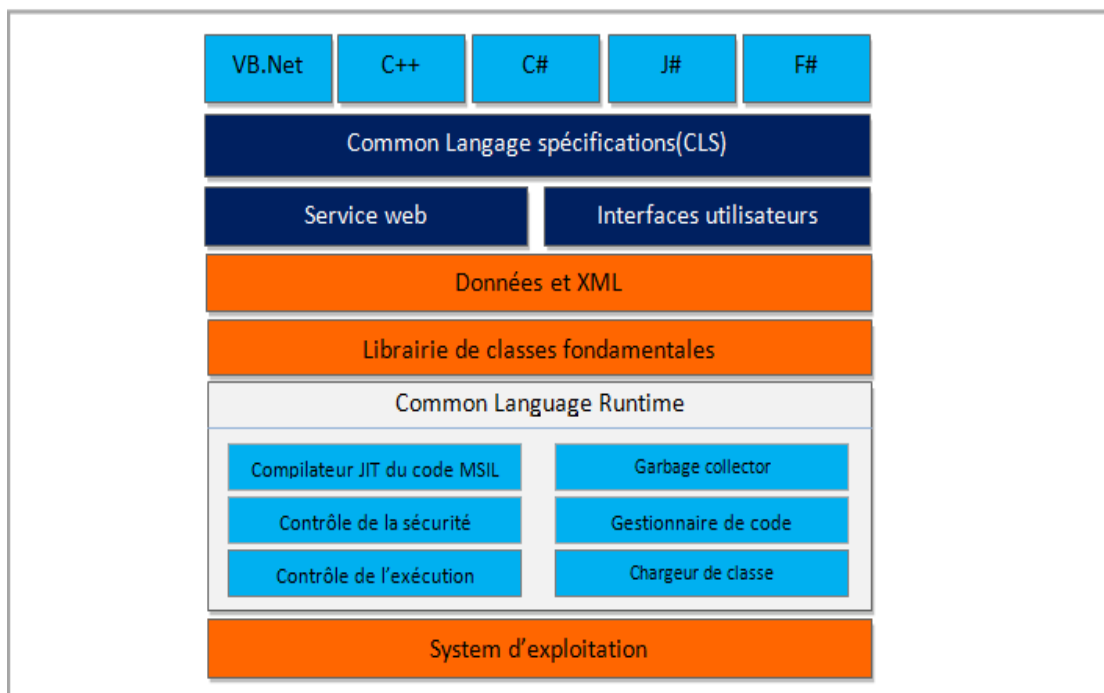 VB.Net
C++
C#
J#
F#
Common Langage spécifications(CLS)
Service web
Interfaces utilisateurs
Données et XML
Librairie de classes fondamentales
Common Language Runtime
Compilateur JIT du code MSIL
Garbage collector
Contrôle de la sécurité
Gestionnaire de code
Contrôle de l’exécution
Chargeur de classe
System d’exploitation